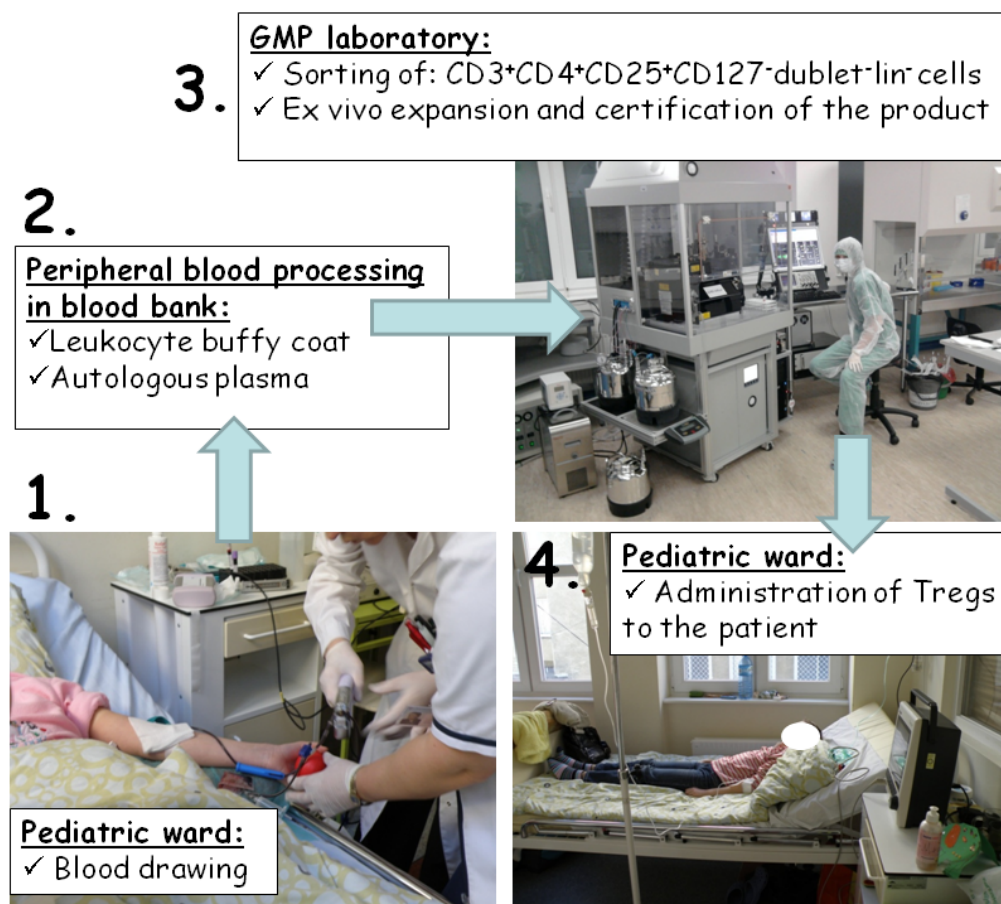 3.
GMP laboratory:
✓ Sorting of: CD3⁺CD4⁺CD25⁺CD127⁻dublet⁻lin⁻ cells
✓ Ex vivo expansion and certification of the product
2.
Peripheral blood processing
in blood bank:
✓Leukocyte buffy coat
✓Autologous plasma
1.
Pediatric ward:
✓ Blood drawing
4.
Pediatric ward:
✓ Administration of Tregs
to the patient